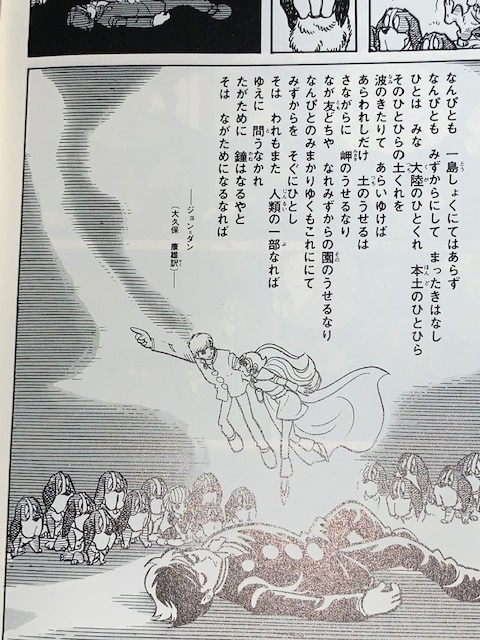 なんびとも 一島しょくにてはあらず
なんびとも みずからにして まったきはなし
ひとは みな 大陸のひとくれ 本土のひとひら
そのひとひらの土くれを
波のきたりて あらいゆけば
あらわれしだけ 土のうせるは
さながらに 岬のうせるなり
なが友どちや なれみずからの園のうせるなり
なんびとのみまかりゆくもこれににて
みずからを そぐにひとし
そは われもまた 人類の一部なれば
ゆえに 問うなかれ
たがために 鐘はなるやと
そは ながためになるなれば
――ジョン=ダン
(大久保 康雄訳)――